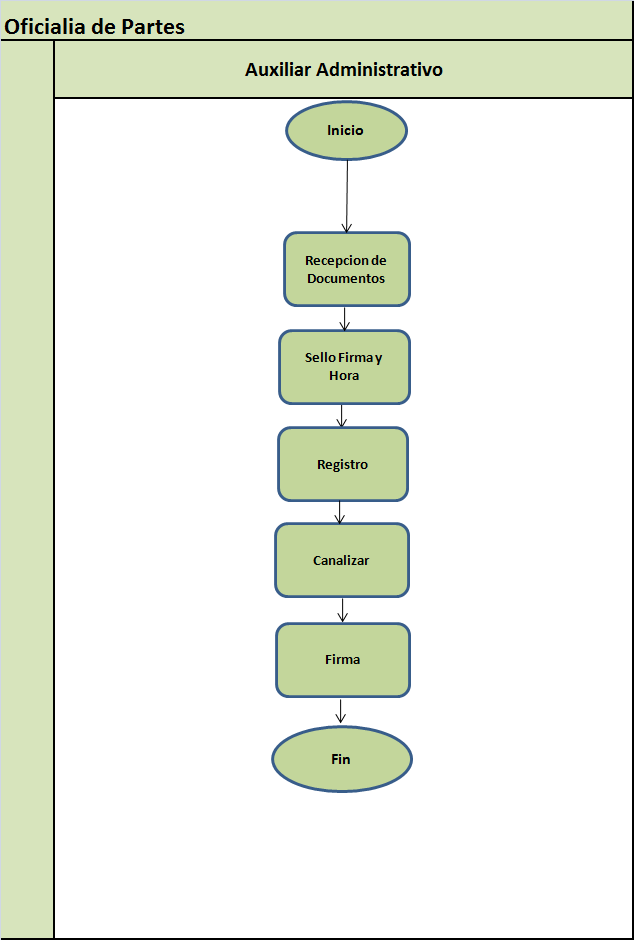 Oficialia de Partes
Auxiliar Administrativo
Inicio
Recepcion de
Documentos
Sello Firma y
Hora
Registro
Canalizar
Firma
Fin